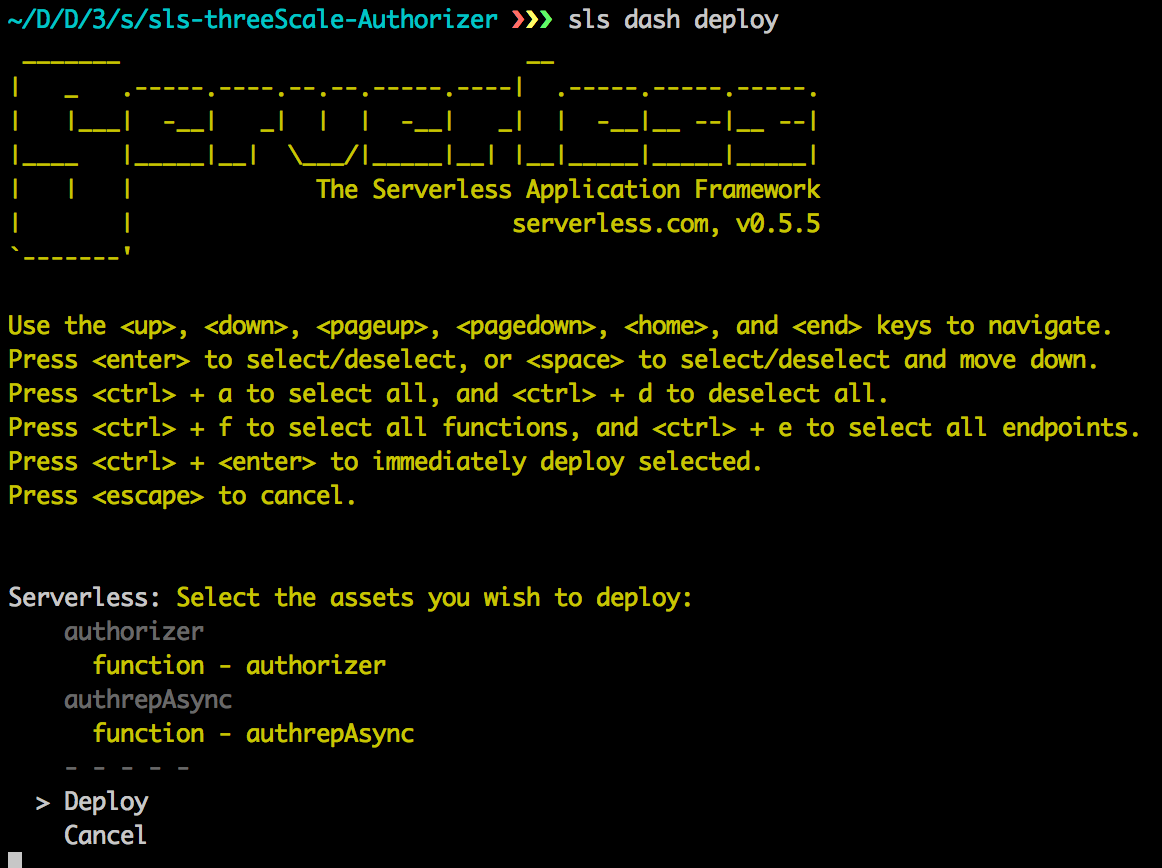 ~/D/D/3/s/sls-threeScale-Authorizer ❯❯❯ sls dash deploy
 _______                             __
|   _   .-----.----.--.--.-----.----|  .-----.-----.-----.
|   |___|  -__|   _|  |  |  -__|   _|  |  -__|__ --|__ --|
|____   |_____|__|  \___/|_____|__| |__|_____|_____|_____|
|   |   |             The Serverless Application Framework
|       |                           serverless.com, v0.5.5
`-------'
Use the <up>, <down>, <pageup>, <pagedown>, <home>, and <end> keys to navigate.
Press <enter> to select/deselect, or <space> to select/deselect and move down.
Press <ctrl> + a to select all, and <ctrl> + d to deselect all.
Press <ctrl> + f to select all functions, and <ctrl> + e to select all endpoints.
Press <ctrl> + <enter> to immediately deploy selected.
Press <escape> to cancel.
Serverless: Select the assets you wish to deploy:
    authorizer
      function - authorizer
    authrepAsync
      function - authrepAsync
    - - - - -
  > Deploy
    Cancel